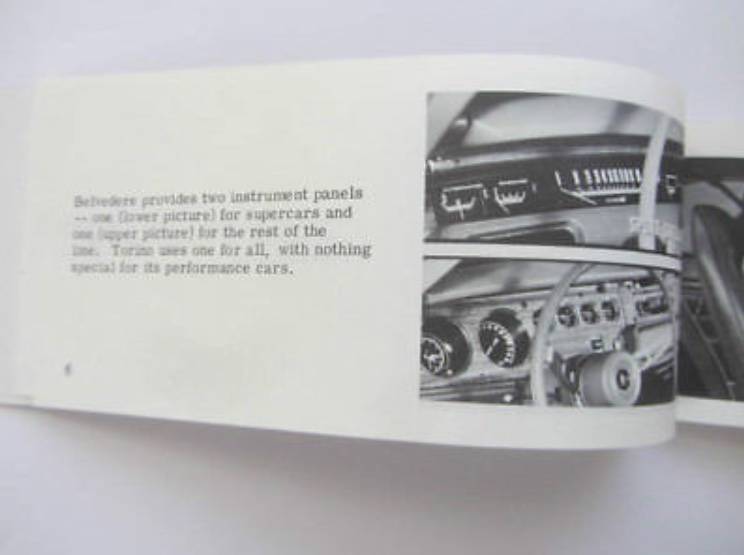 Belvedere provides two instrument panels
-- one (lower picture) for supercars and
one (upper picture) for the rest of the
line. Torino uses one for all, with nothing
special for its performance cars.
6